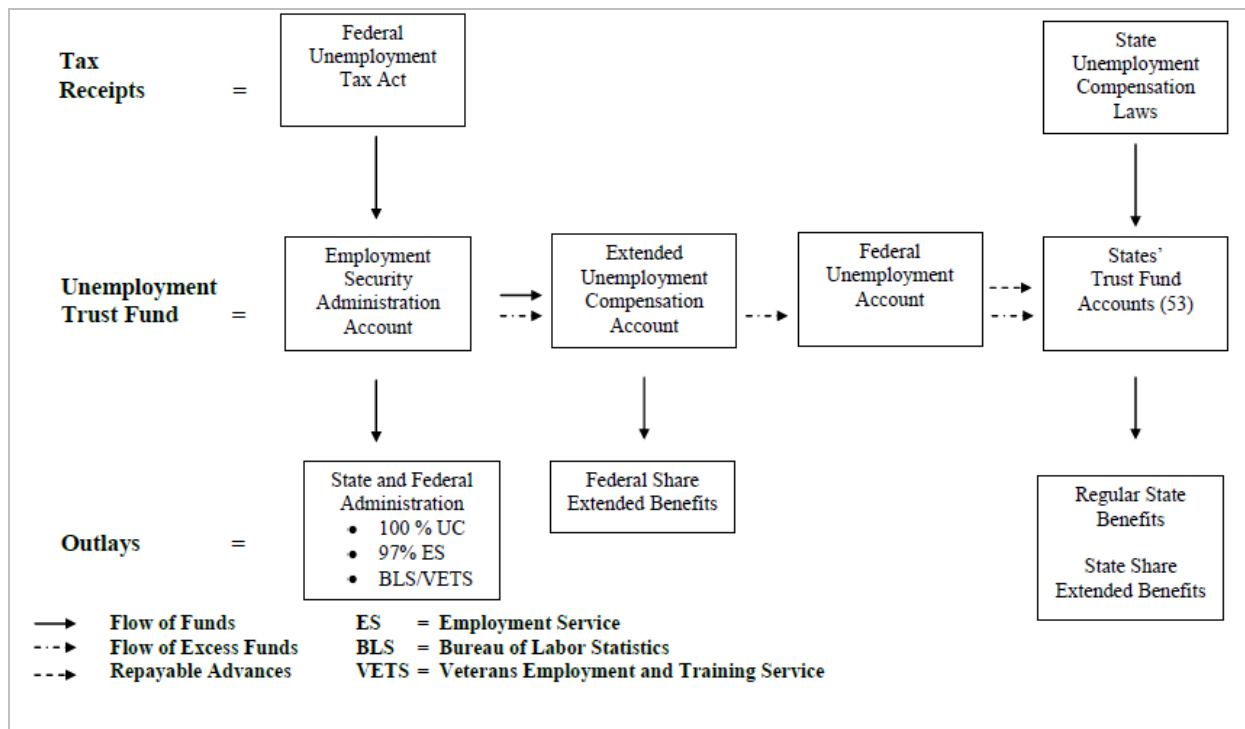 Tax
Receipts =
Federal
Unemployment
Tax Act
State
Unemployment
Compensation
Laws
Unemployment
Trust Fund =
Employment
Security
Administration
Account
Extended
Unemployment
Compensation
Account
Federal
Unemployment
Account
States’
Trust Fund
Accounts (53)
Outlays =
State and Federal
Administration
• 100 % UC
• 97% ES
• BLS/VETS
Federal Share
Extended Benefits
Regular State
Benefits
State Share
Extended Benefits
Flow of Funds ES = Employment Service
Flow of Excess Funds BLS = Bureau of Labor Statistics
Repayable Advances VETS = Veterans Employment and Training Service